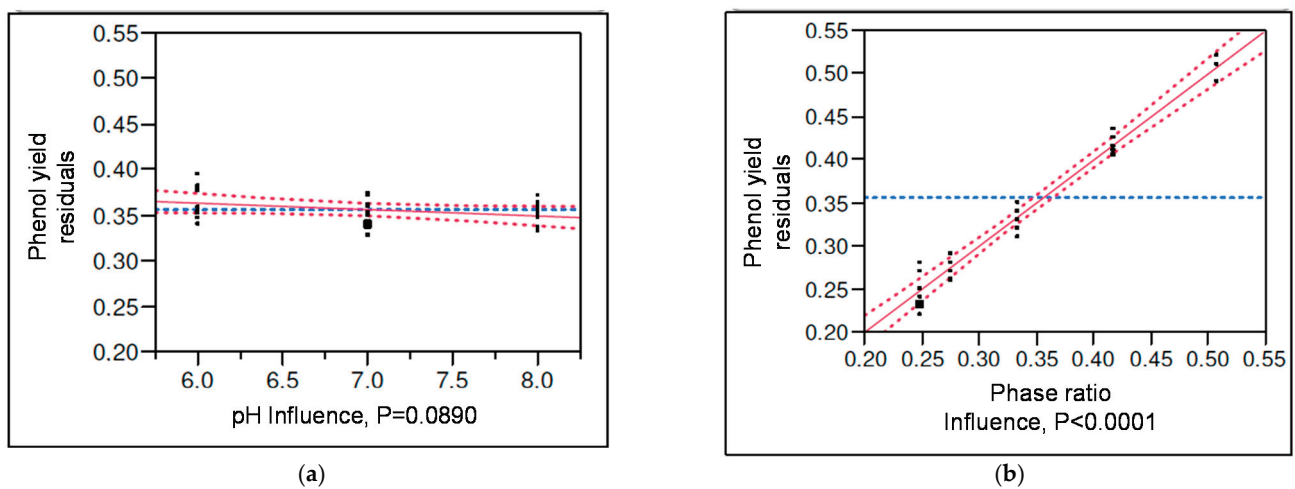 0.55
0.50
0.45
0.40
0.35
0.30
0.25
0.20
Phenol yield
residuals
6.0 6.5 7.0 7.5 8.0
pH Influence, P=0.0890
(a)
0.55
0.50
0.45
0.40
0.35
0.30
0.25
0.20
Phenol yield
residuals
0.20 0.25 0.30 0.35 0.40 0.45 0.50 0.55
Phase ratio
Influence, P<0.0001
(b)